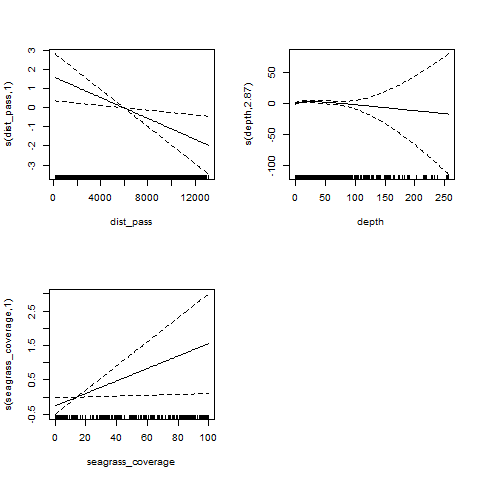 s(dist_pass,1)
3
2
1
0
-1
-2
-3
0 4000 8000 12000
dist_pass
s(depth,2.87)
50
0
-50
-100
0 50 100 150 200 250
depth
s(seagrass_coverage,1)
2.5
1.5
0.5
-0.5
0 20 40 60 80 100
seagrass_coverage